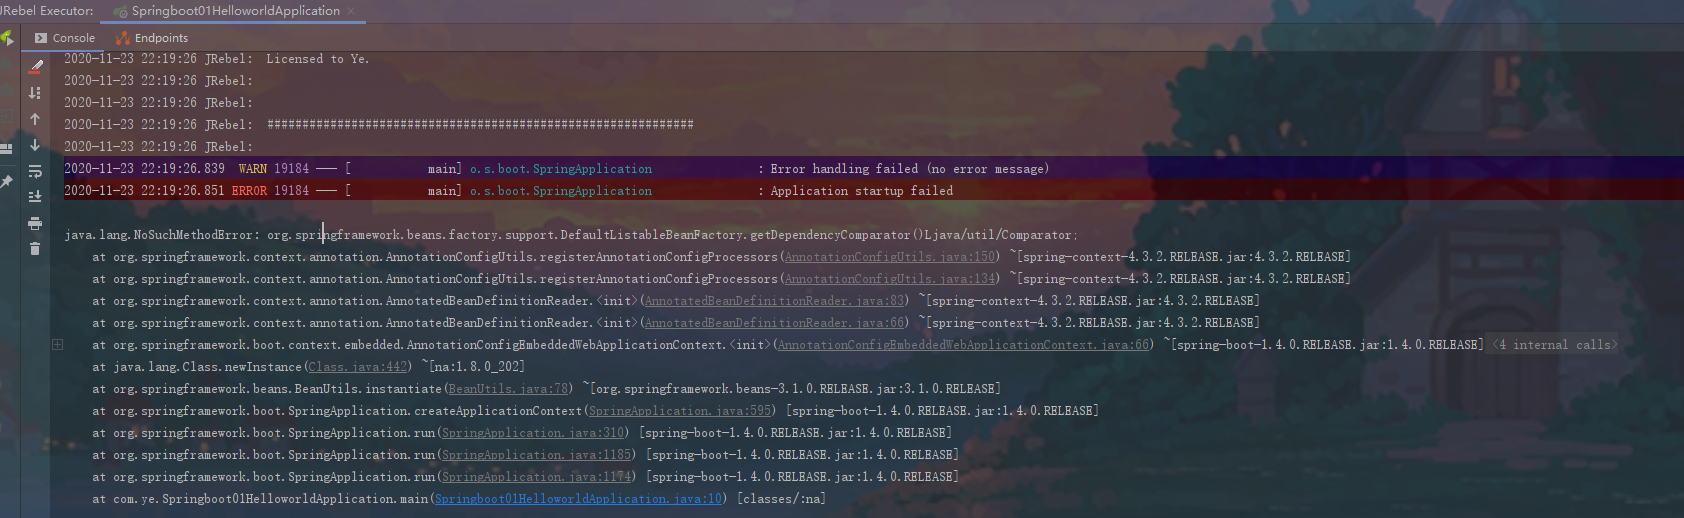 JRebel Executor: Springboot01HelloworldApplication ×
Console Endpoints
2020-11-23 22:19:26 JRebel: Licensed to Ye.
2020-11-23 22:19:26 JRebel:
2020-11-23 22:19:26 JRebel:
2020-11-23 22:19:26 JRebel: #############################################################
2020-11-23 22:19:26 JRebel:
2020-11-23 22:19:26.839 WARN 19184 --- [ main] o.s.boot.SpringApplication : Error handling failed (no error message)
2020-11-23 22:19:26.851 ERROR 19184 --- [ main] o.s.boot.SpringApplication : Application startup failed
java.lang.NoSuchMethodError: org.springframework.beans.factory.support.DefaultListableBeanFactory.getDependencyComparator()Ljava/util/Comparator;
at org.springframework.context.annotation.AnnotationConfigUtils.registerAnnotationConfigProcessors(AnnotationConfigUtils.java:150) ~[spring-context-4.3.2.RELEASE.jar:4.3.2.RELEASE]
at org.springframework.context.annotation.AnnotationConfigUtils.registerAnnotationConfigProcessors(AnnotationConfigUtils.java:134) ~[spring-context-4.3.2.RELEASE.jar:4.3.2.RELEASE]
at org.springframework.context.annotation.AnnotatedBeanDefinitionReader.<init>(AnnotatedBeanDefinitionReader.java:83) ~[spring-context-4.3.2.RELEASE.jar:4.3.2.RELEASE]
at org.springframework.context.annotation.AnnotatedBeanDefinitionReader.<init>(AnnotatedBeanDefinitionReader.java:66) ~[spring-context-4.3.2.RELEASE.jar:4.3.2.RELEASE]
at org.springframework.boot.context.embedded.AnnotationConfigEmbeddedWebApplicationContext.<init>(AnnotationConfigEmbeddedWebApplicationContext.java:66) ~[spring-boot-1.4.0.RELEASE.jar:1.4.0.RELEASE] <4 internal calls>
at java.lang.Class.newInstance(Class.java:442) ~[na:1.8.0_202]
at org.springframework.beans.BeanUtils.instantiate(BeanUtils.java:78) ~[org.springframework.beans-3.1.0.RELEASE.jar:3.1.0.RELEASE]
at org.springframework.boot.SpringApplication.createApplicationContext(SpringApplication.java:595) [spring-boot-1.4.0.RELEASE.jar:1.4.0.RELEASE]
at org.springframework.boot.SpringApplication.run(SpringApplication.java:310) [spring-boot-1.4.0.RELEASE.jar:1.4.0.RELEASE]
at org.springframework.boot.SpringApplication.run(SpringApplication.java:1185) [spring-boot-1.4.0.RELEASE.jar:1.4.0.RELEASE]
at org.springframework.boot.SpringApplication.run(SpringApplication.java:1174) [spring-boot-1.4.0.RELEASE.jar:1.4.0.RELEASE]
at com.ye.Springboot01HelloworldApplication.main(Springboot01HelloworldApplication.java:10) [classes/:na]